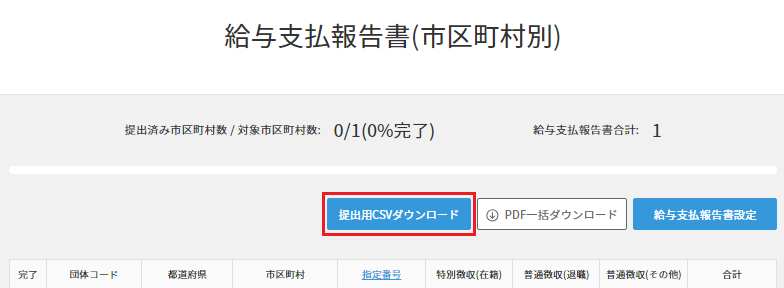 給与支払報告書(市区町村別)
提出済み市区町村数 / 対象市区町村数: 0/1(0%完了) 給与支払報告書合計: 1
提出用CSVダウンロード PDF一括ダウンロード 給与支払報告書設定
完了 団体コード 都道府県 市区町村 指定番号 特別徴収(在籍) 普通徴収(退職) 普通徴収(その他) 合計